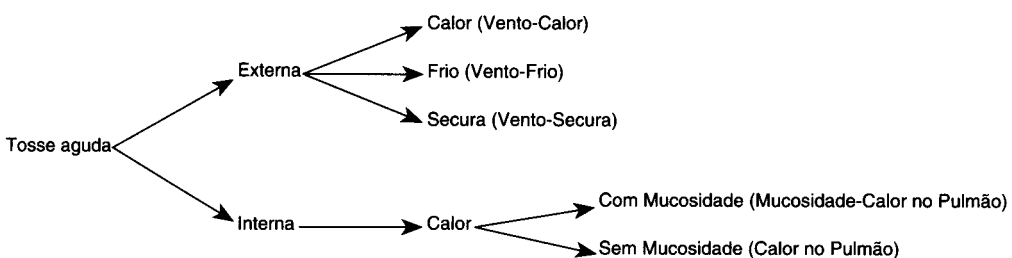 Calor (Vento-Calor)
Externa
Frio (Vento-Frio)
Secura (Vento-Secura)
Tosse aguda
Com Mucosidade (Mucosidade-Calor no Pulmão)
Interna
Calor
Sem Mucosidade (Calor no Pulmão)